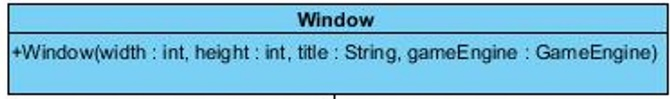 Window
+Window(width : int, height : int, title : String, gameEngine : GameEngine)